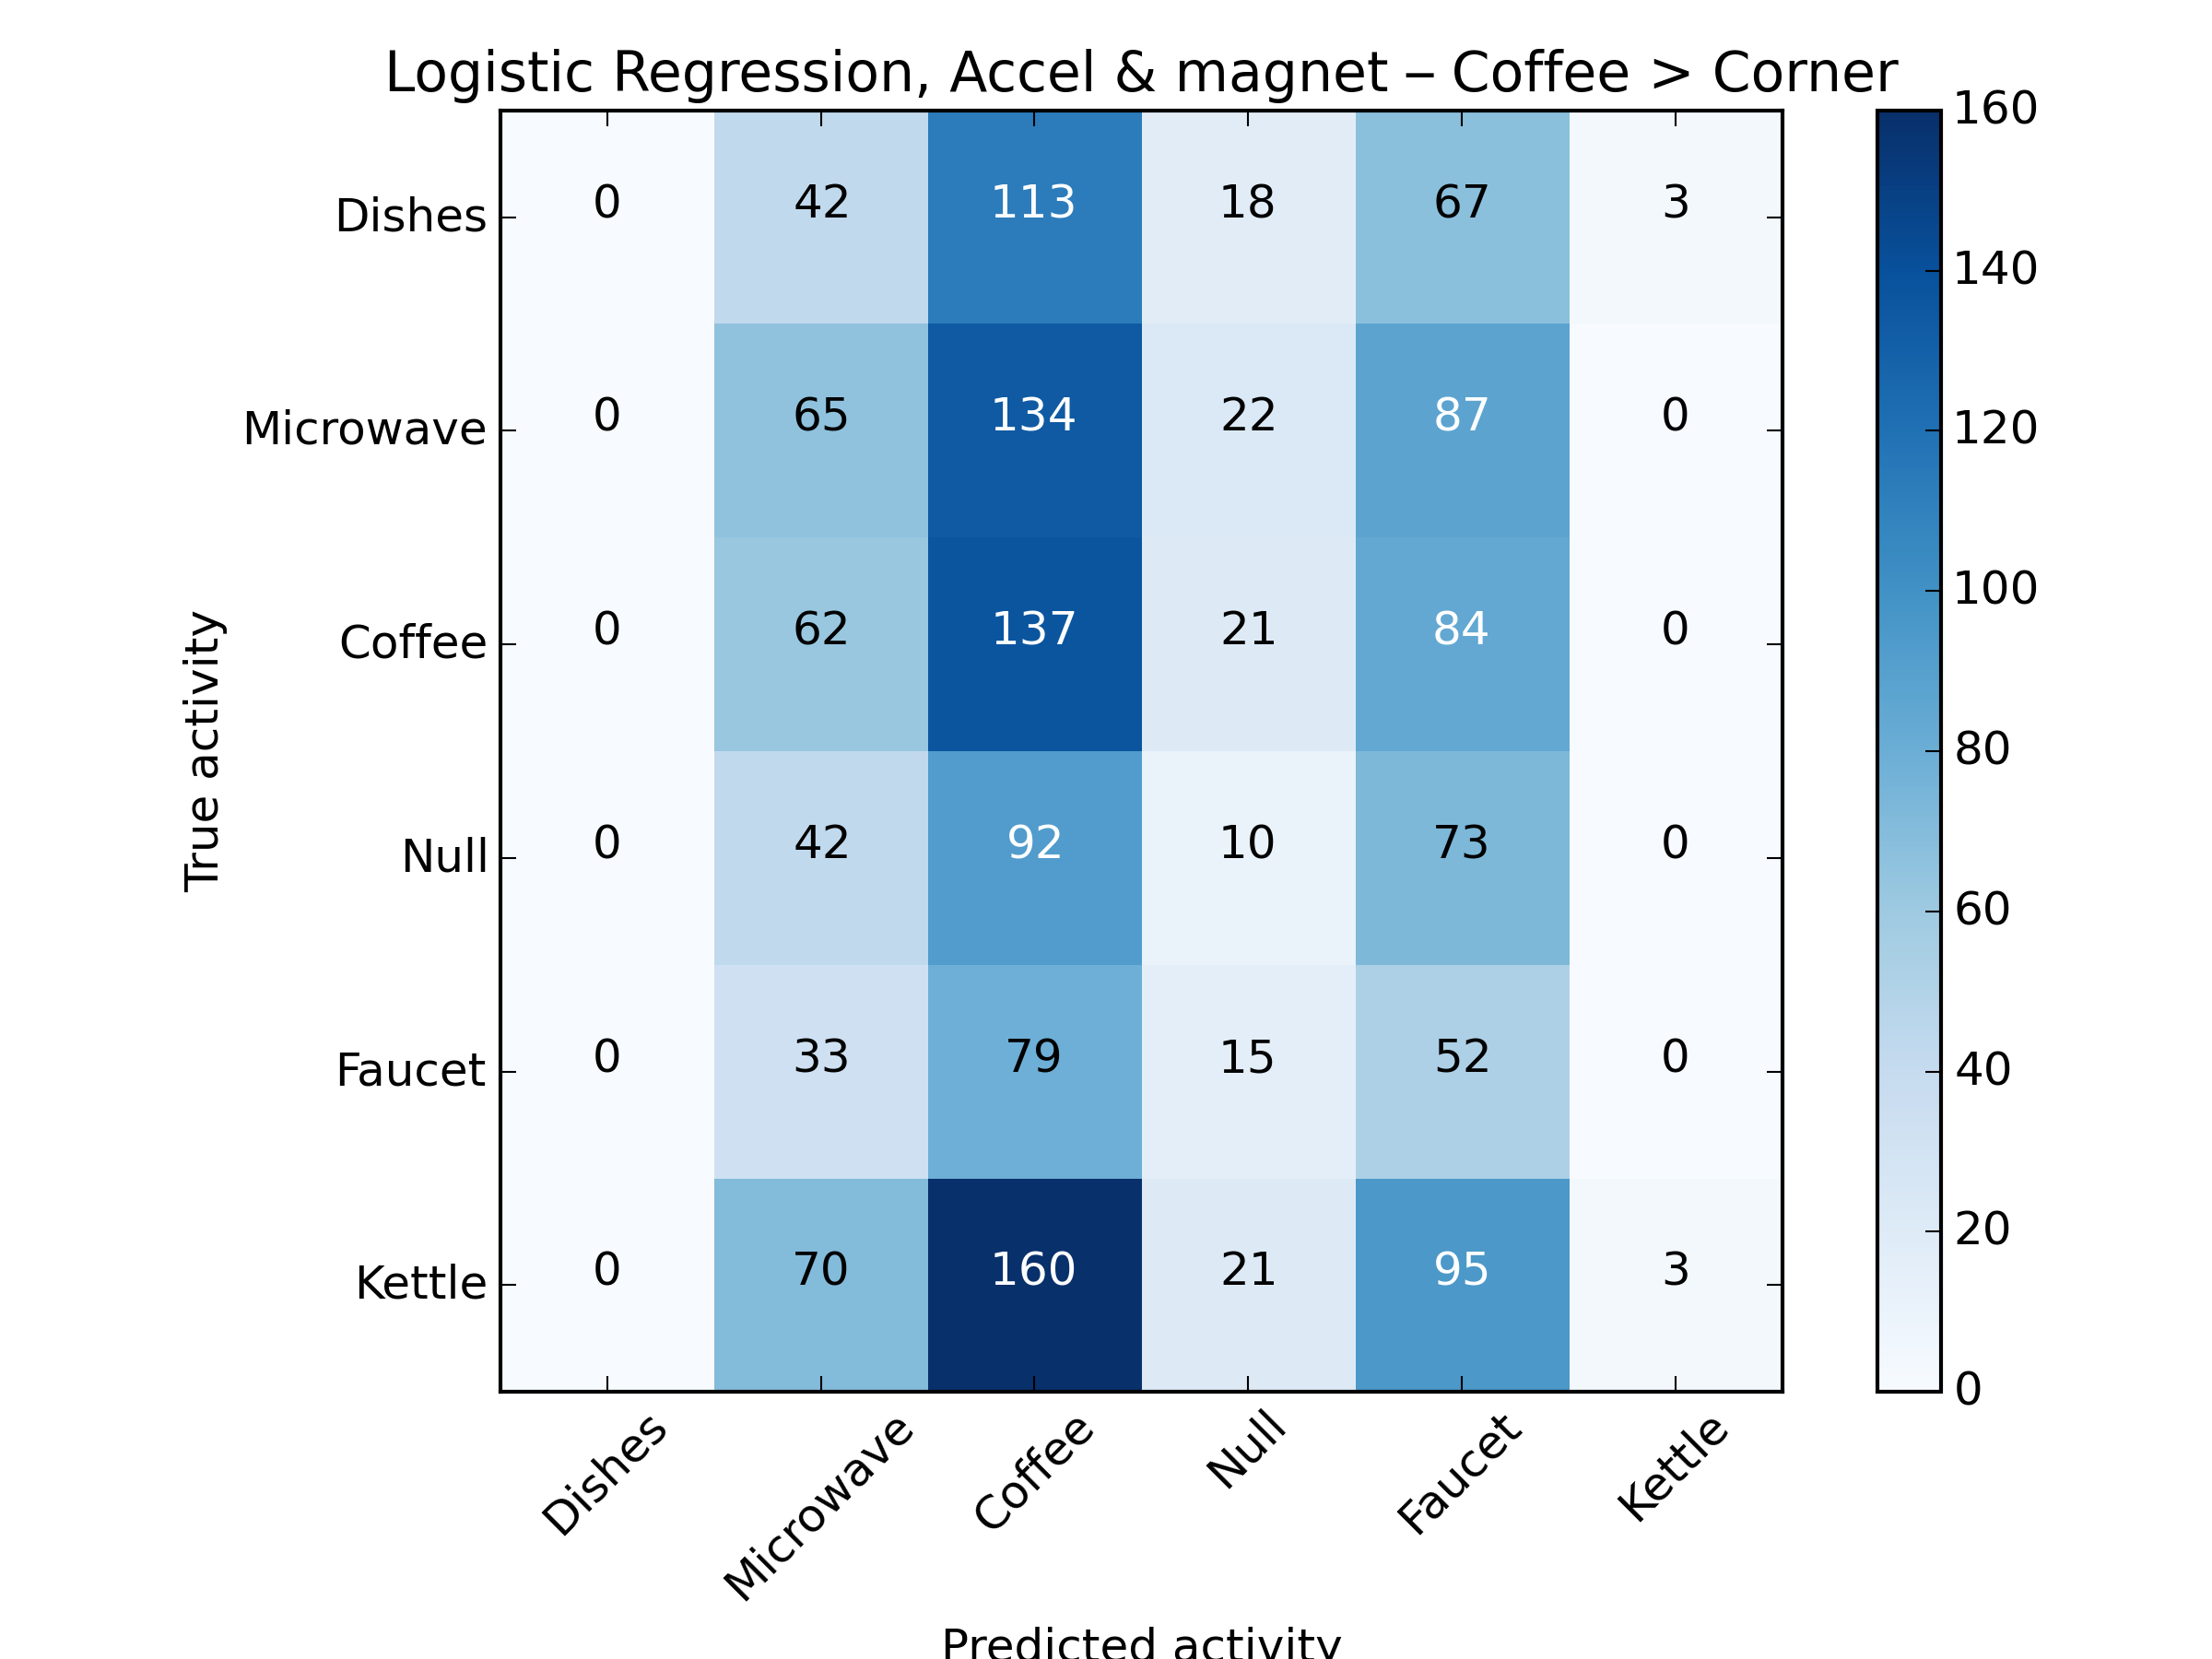 Logistic Regression, Accel & magnet – Coffee > Corner
160
Dishes 0 42 113 18 67 3
140
Microwave 0 65 134 22 87 0
120
100
Coffee 0 62 137 21 84 0
True activity
80
Null 0 42 92 10 73 0
60
Faucet 0 33 79 15 52 0
40
20
Kettle 0 70 160 21 95 3
0
Dishes Microwave Coffee Null Faucet Kettle
Predicted activity